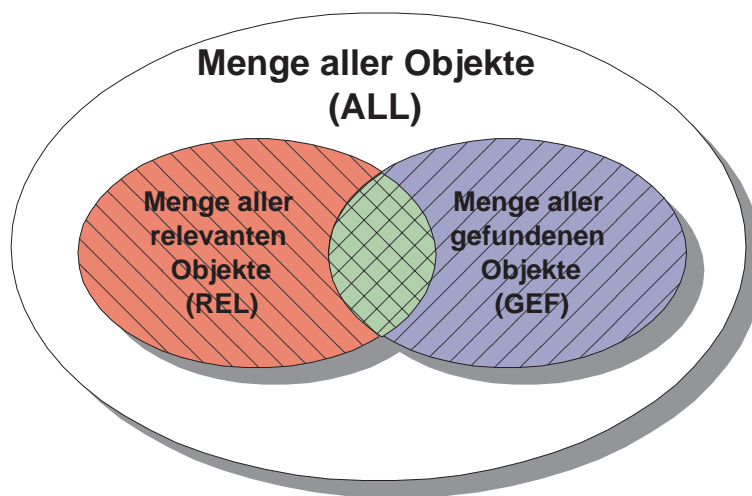 Menge aller Objekte
(ALL)
Menge aller
relevanten
Objekte
(REL)
Menge aller
gefundenen
Objekte
(GEF)